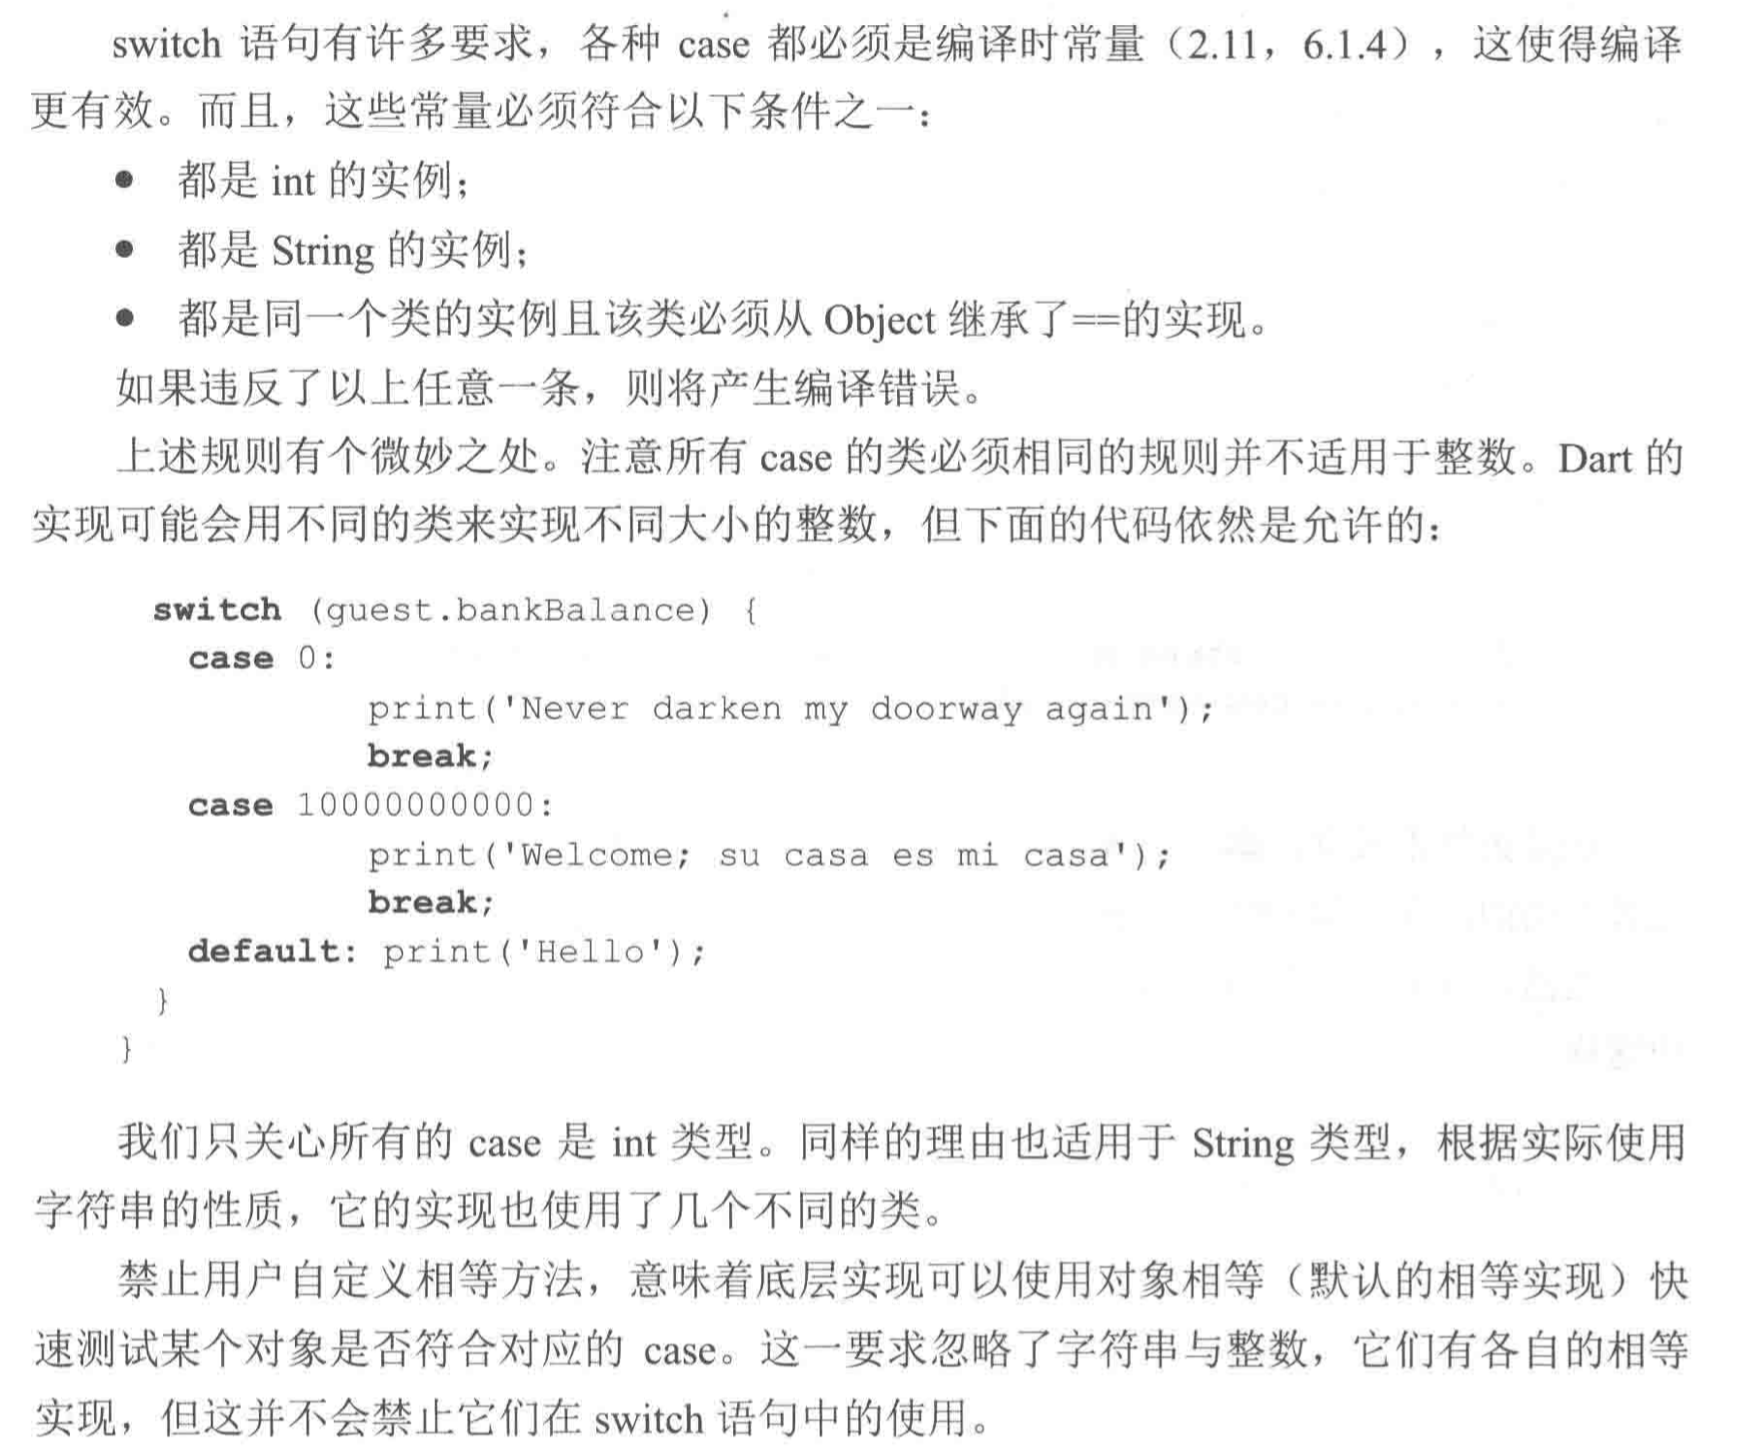 switch 语句有许多要求，各种 case 都必须是编译时常量（2.11，6.1.4），这使得编译
更有效。而且，这些常量必须符合以下条件之一：
● 都是 int 的实例；
● 都是 String 的实例；
● 都是同一个类的实例且该类必须从 Object 继承了==的实现。
如果违反了以上任意一条，则将产生编译错误。
上述规则有个微妙之处。注意所有 case 的类必须相同的规则并不适用于整数。Dart 的
实现可能会用不同的类来实现不同大小的整数，但下面的代码依然是允许的：
switch (guest.bankBalance) {
case 0:
print('Never darken my doorway again');
break;
case 10000000000:
print('Welcome; su casa es mi casa');
break;
default: print('Hello');
}
}
我们只关心所有的 case 是 int 类型。同样的理由也适用于 String 类型，根据实际使用
字符串的性质，它的实现也使用了几个不同的类。
禁止用户自定义相等方法，意味着底层实现可以使用对象相等（默认的相等实现）快
速测试某个对象是否符合对应的 case。这一要求忽略了字符串与整数，它们有各自的相等
实现，但这并不会禁止它们在 switch 语句中的使用。